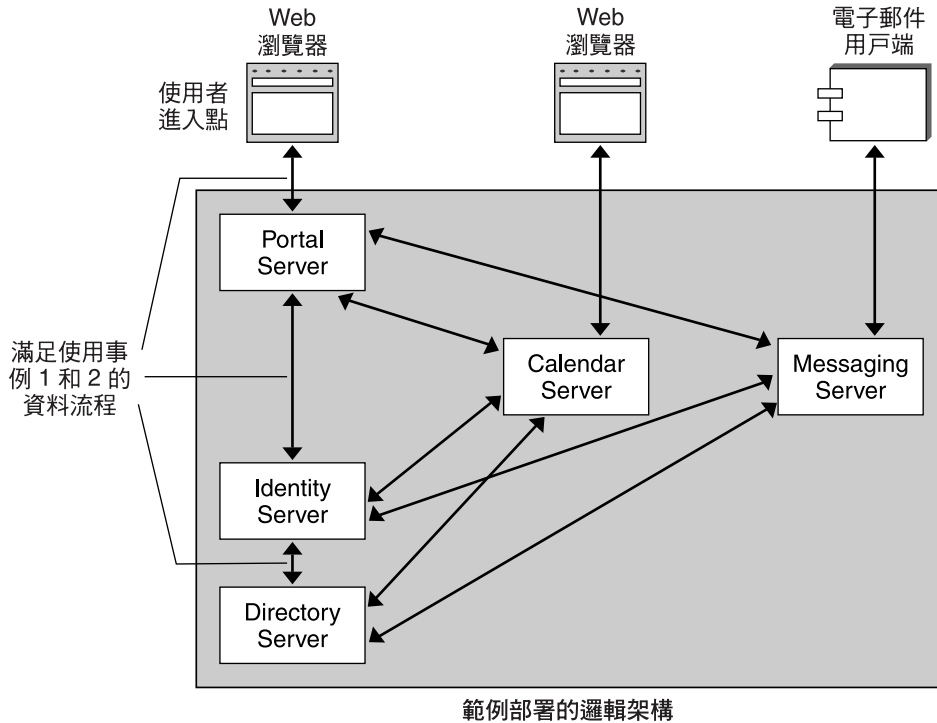 Web
瀏覽器
Web
瀏覽器
電子郵件
用戶端
使用者
進入點
Portal
Server
滿足使用事
例 1 和 2 的
資料流程
Calendar
Server
Messaging
Server
Identity
Server
Directory
Server
範例部署的邏輯架構